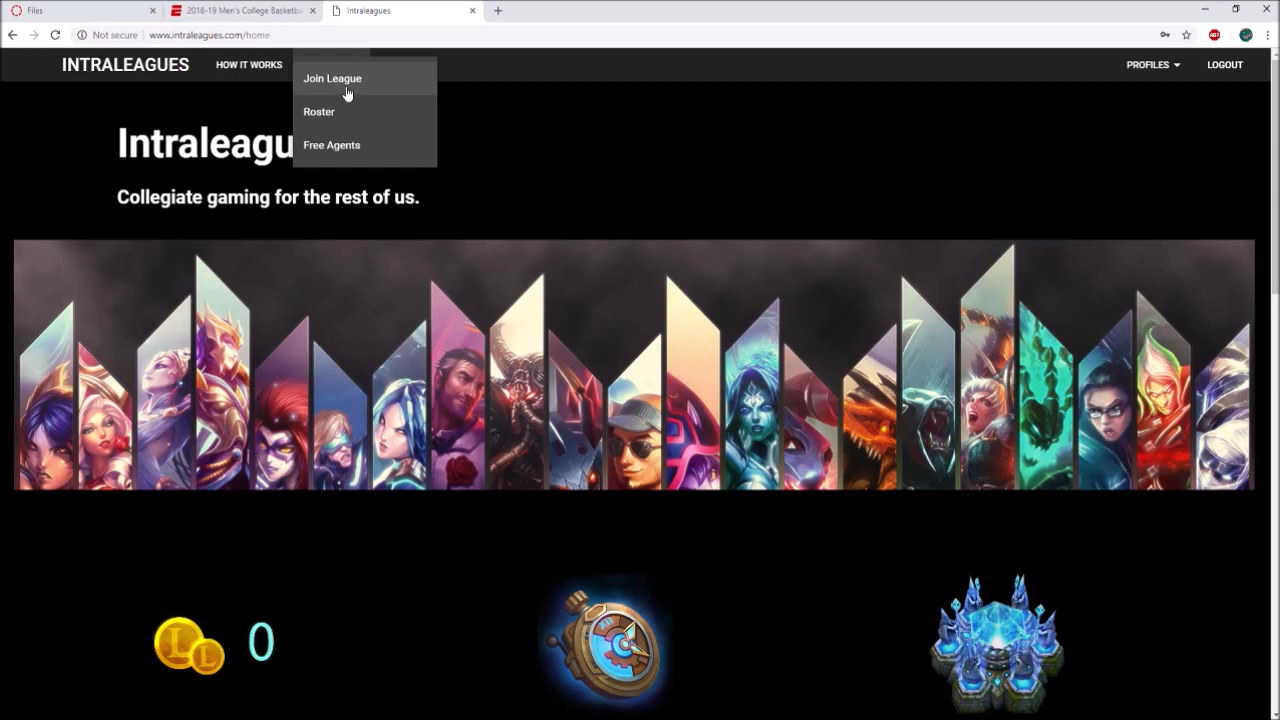 Files
2018-19 Men's College Basketb
Intraleagues
Not secure
www.intraleagues.com/home
INTRALEAGUES
HOW IT WORKS
PROFILES
LOGOUT
Join League
Roster
Free Agents
Intraleagu
Collegiate gaming for the rest of us.
L L
0